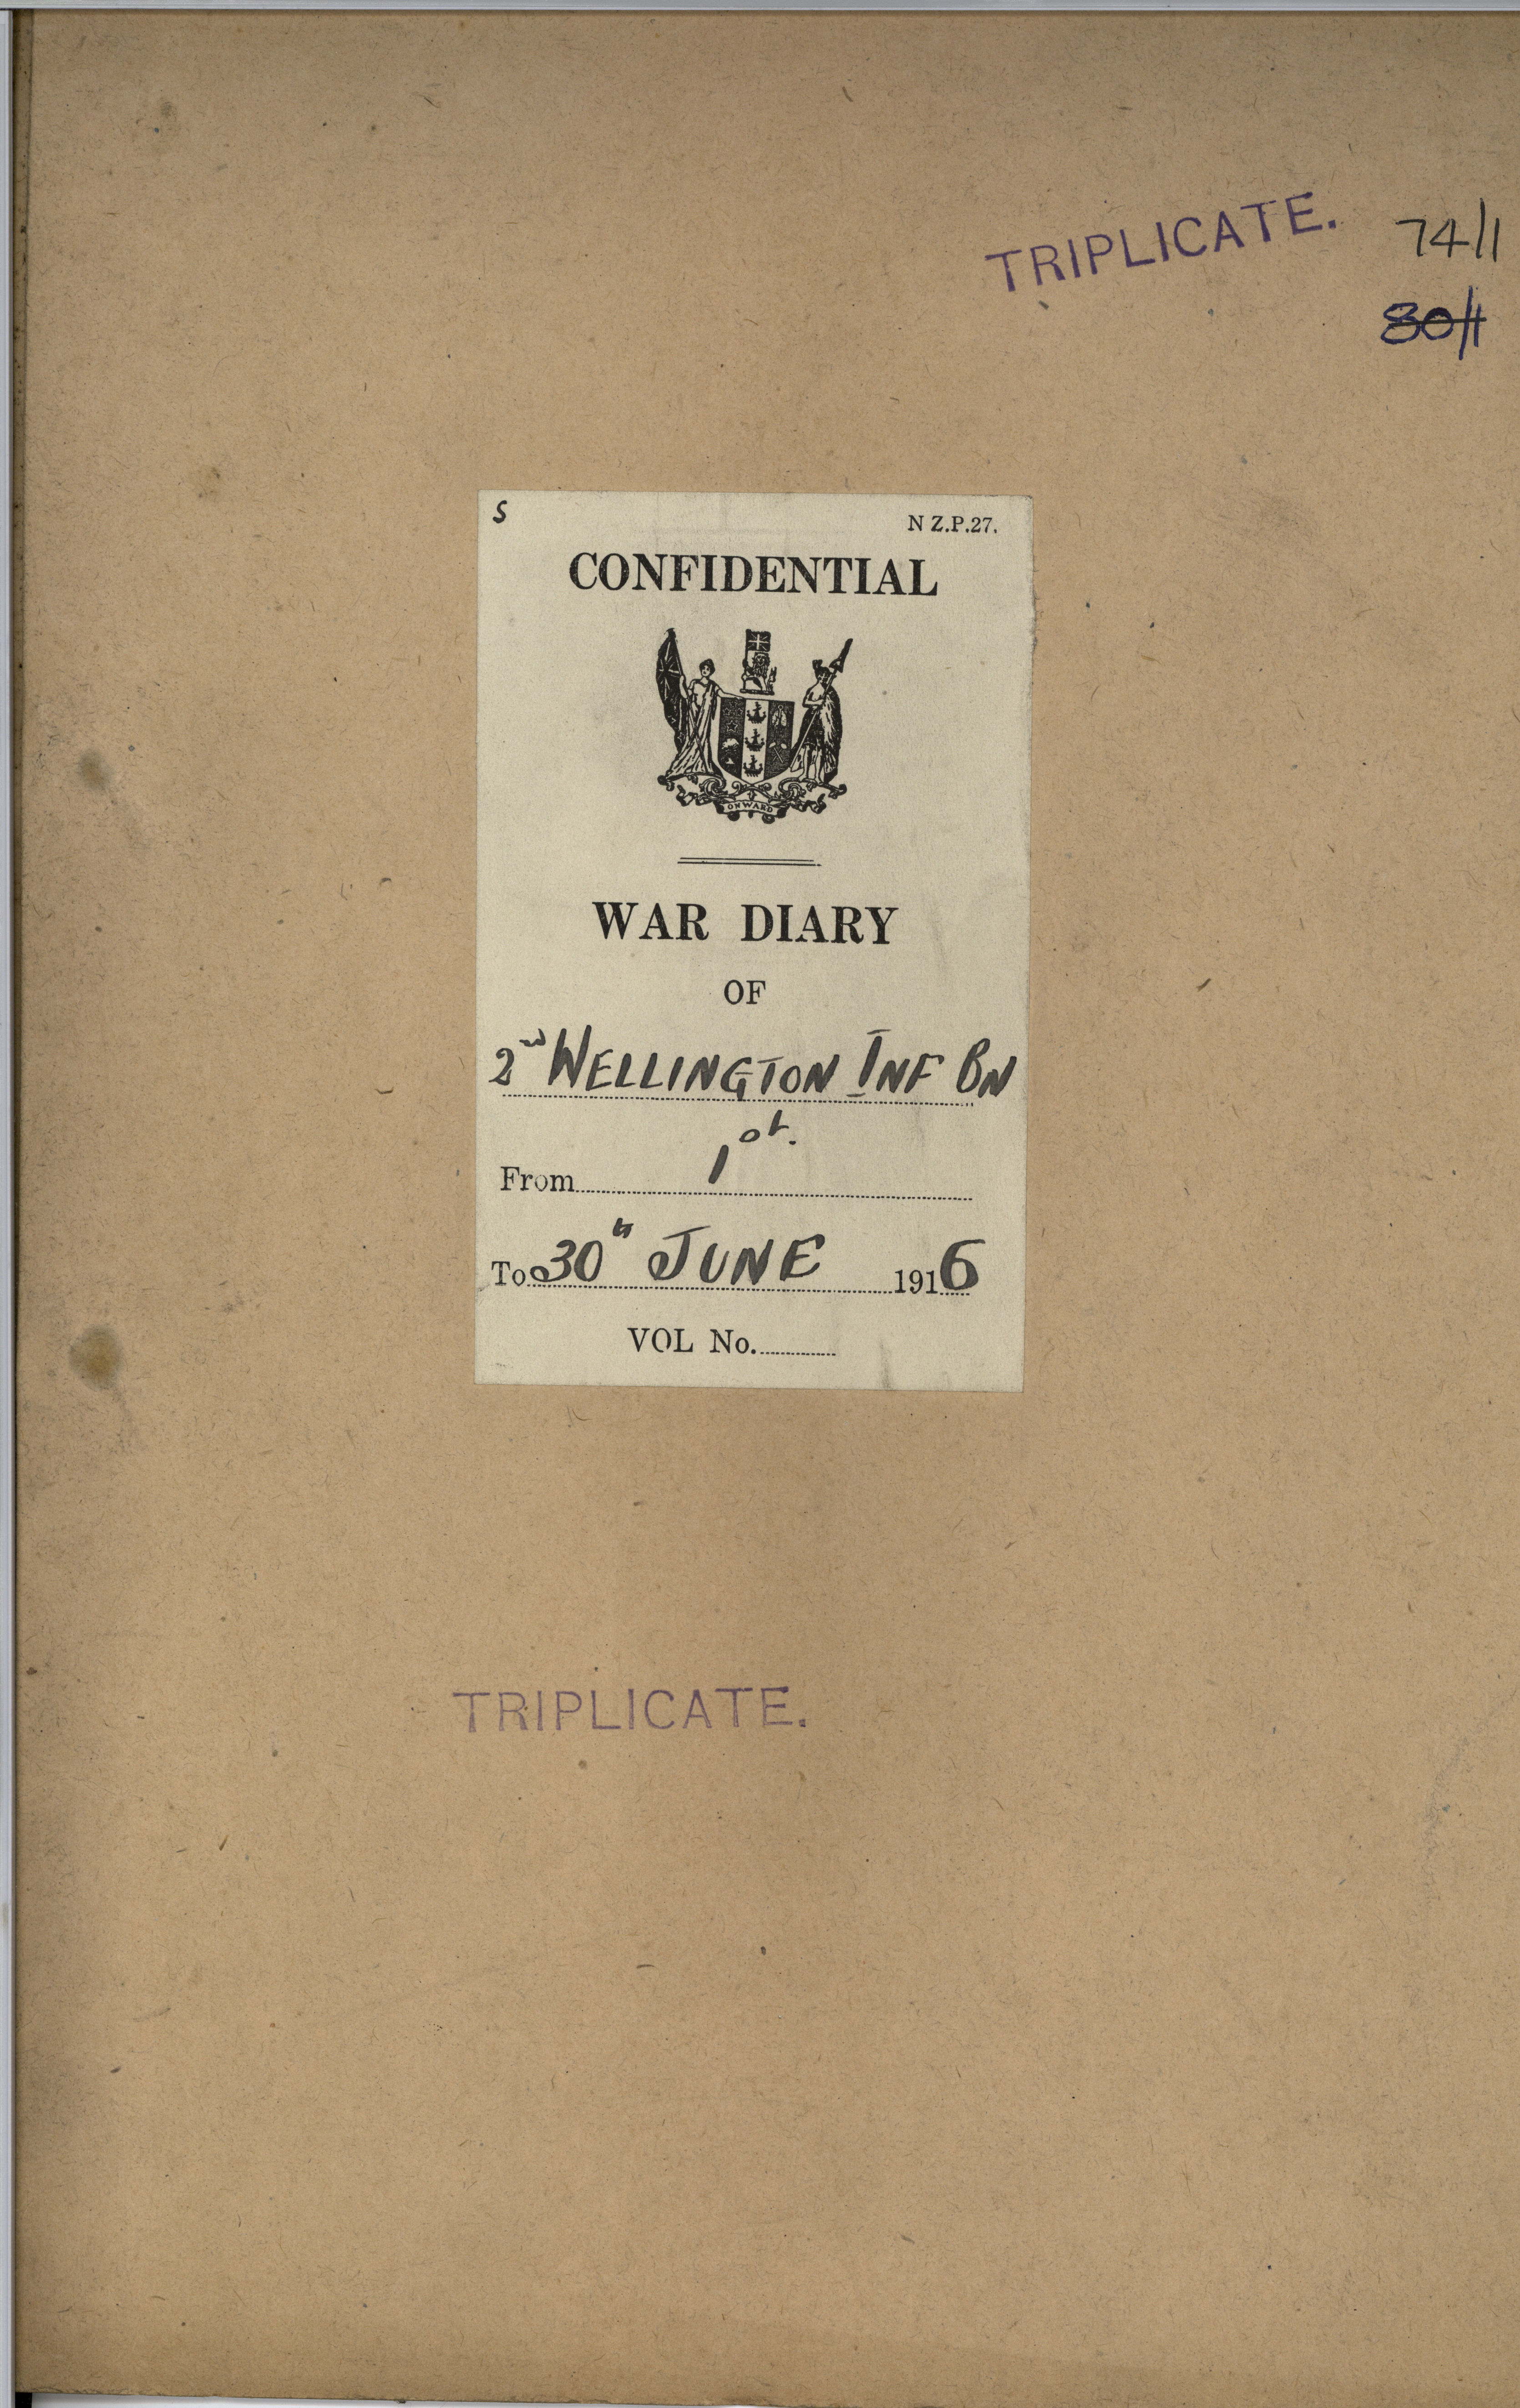 TRIPLICATE. 74/1
80/1
S N Z.P.27.
CONFIDENTIAL
ONWARD
WAR DIARY
OF
2nd WELLINGTON INF BN
From 1st.
To 30th JUNE 1916
VOL No.
TRIPLICATE.